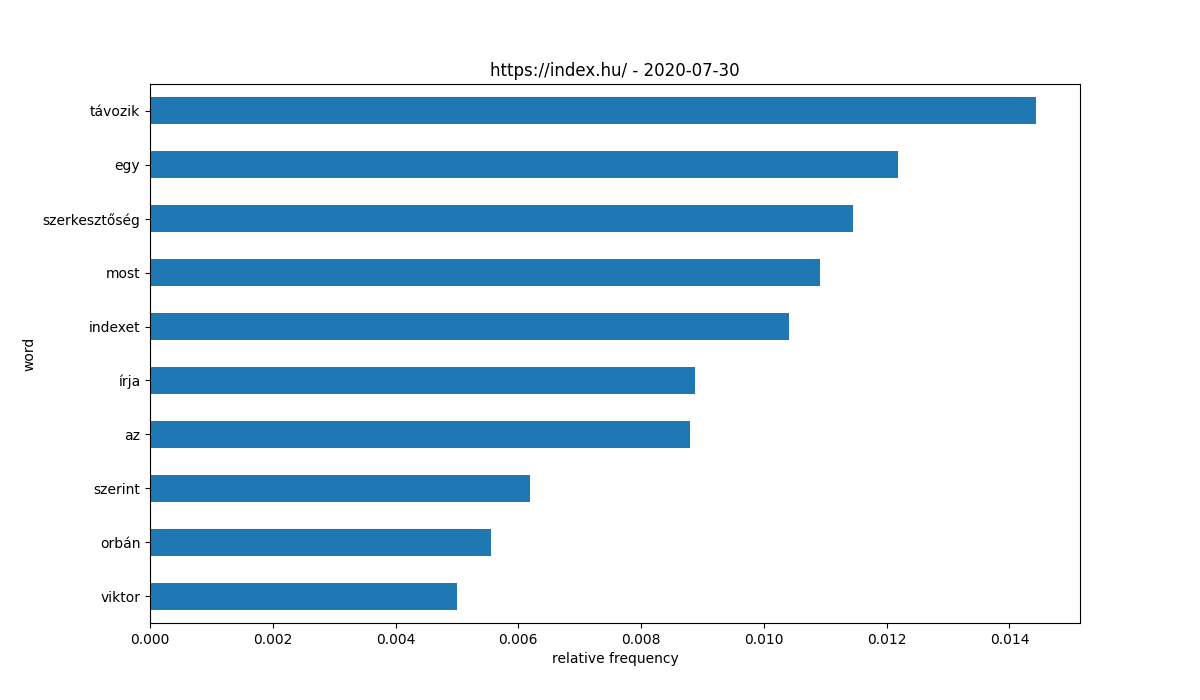 https://index.hu/ - 2020-07-30
távozik
egy
szerkesztőség
most
indexet
írja
az
szerint
orbán
viktor
word
0.000 0.002 0.004 0.006 0.008 0.010 0.012 0.014
relative frequency